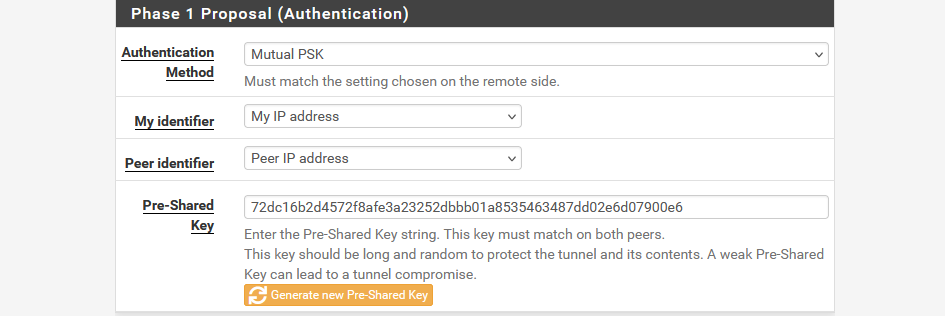 Phase 1 Proposal (Authentication)
Authentication Method
Mutual PSK
Must match the setting chosen on the remote side.
My identifier
My IP address
Peer identifier
Peer IP address
Pre-Shared Key
72dc16b2d4572f8afe3a23252dbbb01a8535463487dd02e6d07900e6
Enter the Pre-Shared Key string. This key must match on both peers.
This key should be long and random to protect the tunnel and its contents. A weak Pre-Shared
Key can lead to a tunnel compromise.
Generate new Pre-Shared Key